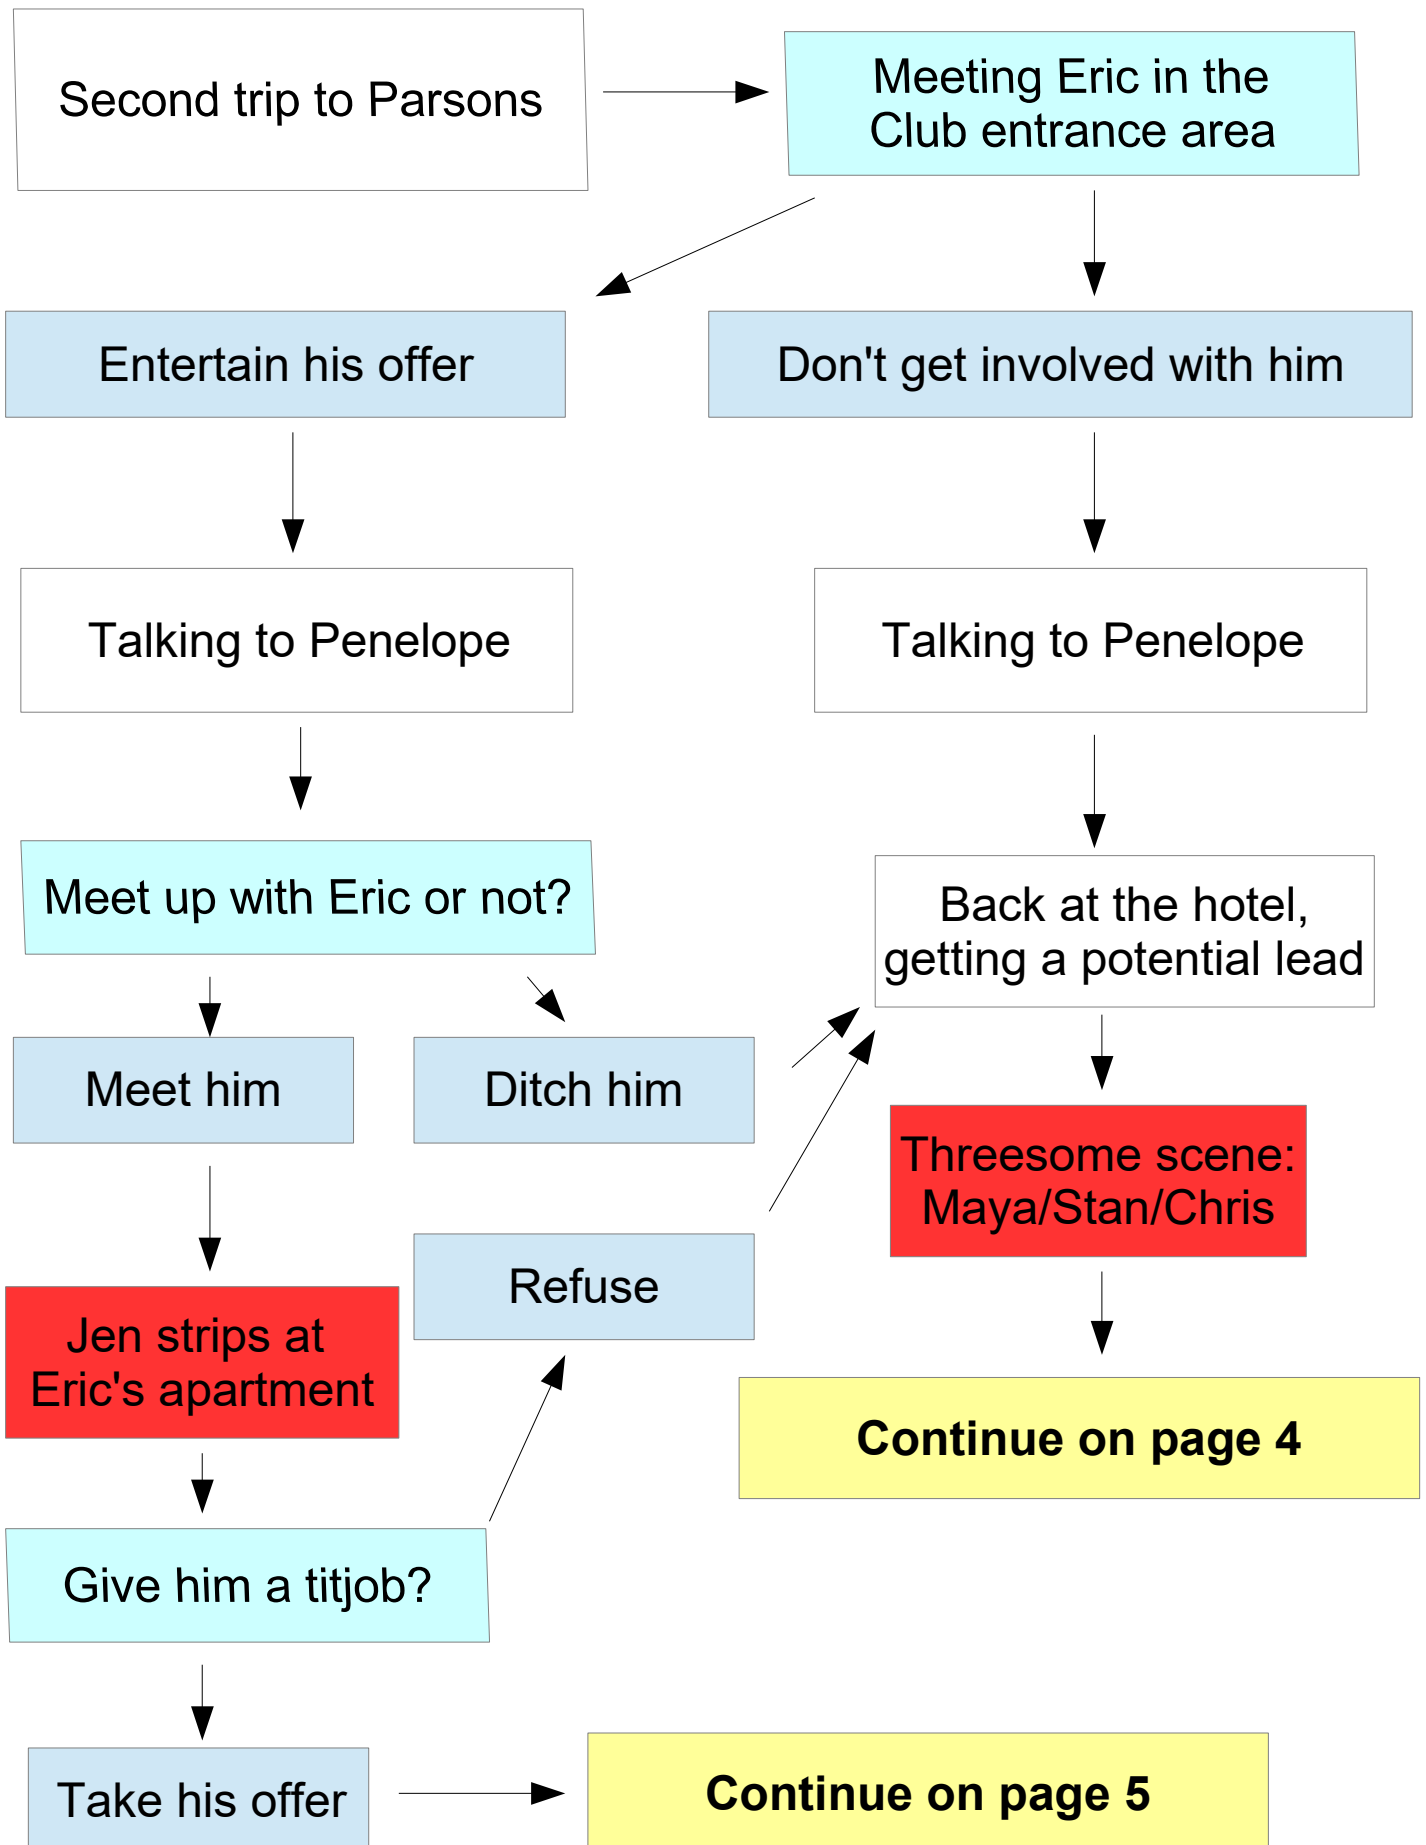 Second trip to Parsons
Meeting Eric in the
Club entrance area
Entertain his offer
Don't get involved with him
Talking to Penelope
Talking to Penelope
Meet up with Eric or not?
Back at the hotel,
getting a potential lead
Meet him
Ditch him
Threesome scene:
Maya/Stan/Chris
Refuse
Jen strips at
Eric's apartment
Continue on page 4
Give him a titjob?
Take his offer
Continue on page 5